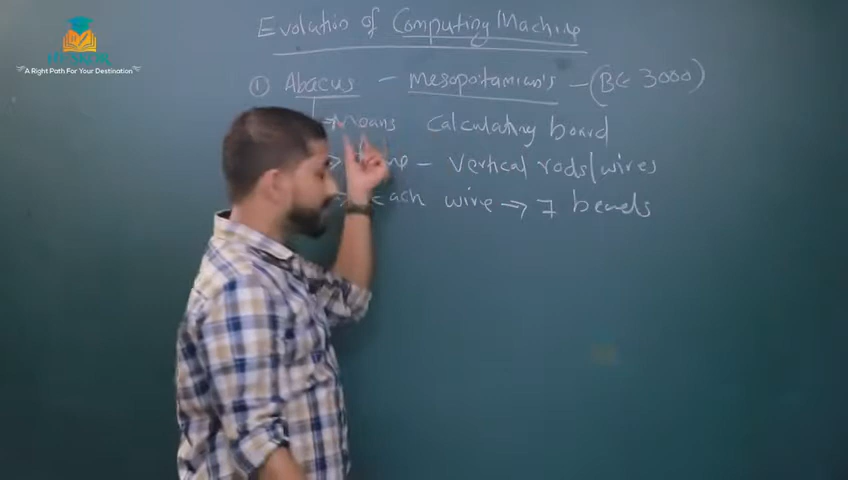 A Right Path For Your Destination
Evolution of Computing Machine
① Abacus - Mesopotamian's - (BC 3000)
Means Calculating board
- Vertical rods/wires
Each wire → 7 beads